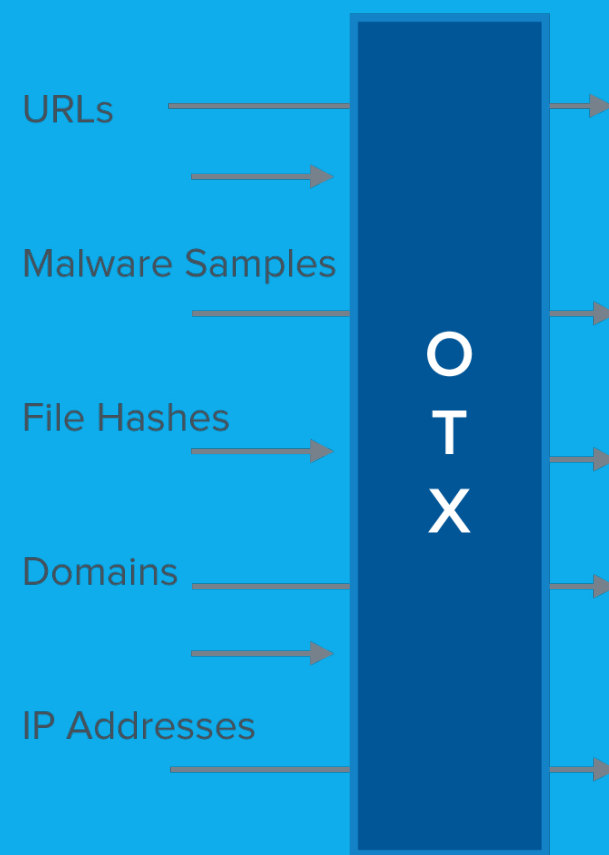 URLs
Malware Samples
File Hashes
Domains
IP Addresses
O
T
X